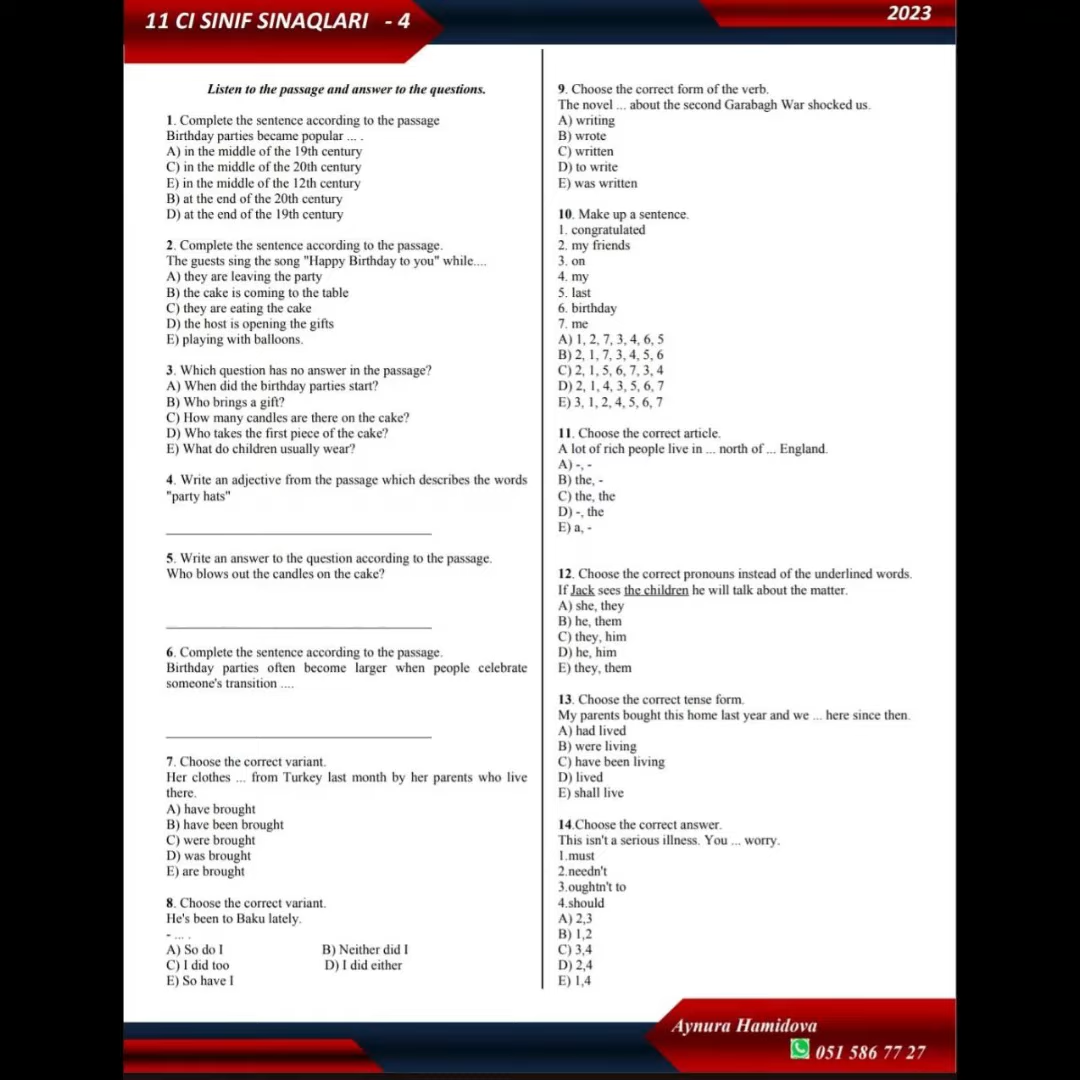 11 CI SINIF SINAQLARI - 4
2023
Listen to the passage and answer to the questions.
1. Complete the sentence according to the passage
Birthday parties became popular ... .
A) in the middle of the 19th century
C) in the middle of the 20th century
E) in the middle of the 12th century
B) at the end of the 20th century
D) at the end of the 19th century
2. Complete the sentence according to the passage.
The guests sing the song "Happy Birthday to you" while....
A) they are leaving the party
B) the cake is coming to the table
C) they are eating the cake
D) the host is opening the gifts
E) playing with balloons.
3. Which question has no answer in the passage?
A) When did the birthday parties start?
B) Who brings a gift?
C) How many candles are there on the cake?
D) Who takes the first piece of the cake?
E) What do children usually wear?
4. Write an adjective from the passage which describes the words
"party hats"
5. Write an answer to the question according to the passage.
Who blows out the candles on the cake?
6. Complete the sentence according to the passage.
Birthday parties often become larger when people celebrate
someone's transition ....
7. Choose the correct variant.
Her clothes ... from Turkey last month by her parents who live
there.
A) have brought
B) have been brought
C) were brought
D) was brought
E) are brought
8. Choose the correct variant.
He's been to Baku lately.
- ... .
A) So do I B) Neither did I
C) I did too D) I did either
E) So have I
9. Choose the correct form of the verb.
The novel ... about the second Garabagh War shocked us.
A) writing
B) wrote
C) written
D) to write
E) was written
10. Make up a sentence.
1. congratulated
2. my friends
3. on
4. my
5. last
6. birthday
7. me
A) 1, 2, 7, 3, 4, 6, 5
B) 2, 1, 7, 3, 4, 5, 6
C) 2, 1, 5, 6, 7, 3, 4
D) 2, 1, 4, 3, 5, 6, 7
E) 3, 1, 2, 4, 5, 6, 7
11. Choose the correct article.
A lot of rich people live in ... north of ... England.
A) -, -
B) the, -
C) the, the
D) -, the
E) a, -
12. Choose the correct pronouns instead of the underlined words.
If Jack sees the children he will talk about the matter.
A) she, they
B) he, them
C) they, him
D) he, him
E) they, them
13. Choose the correct tense form.
My parents bought this home last year and we ... here since then.
A) had lived
B) were living
C) have been living
D) lived
E) shall live
14.Choose the correct answer.
This isn't a serious illness. You ... worry.
1.must
2.needn't
3.oughtn't to
4.should
A) 2,3
B) 1,2
C) 3,4
D) 2,4
E) 1,4
Aynura Hamidova
051 586 77 27